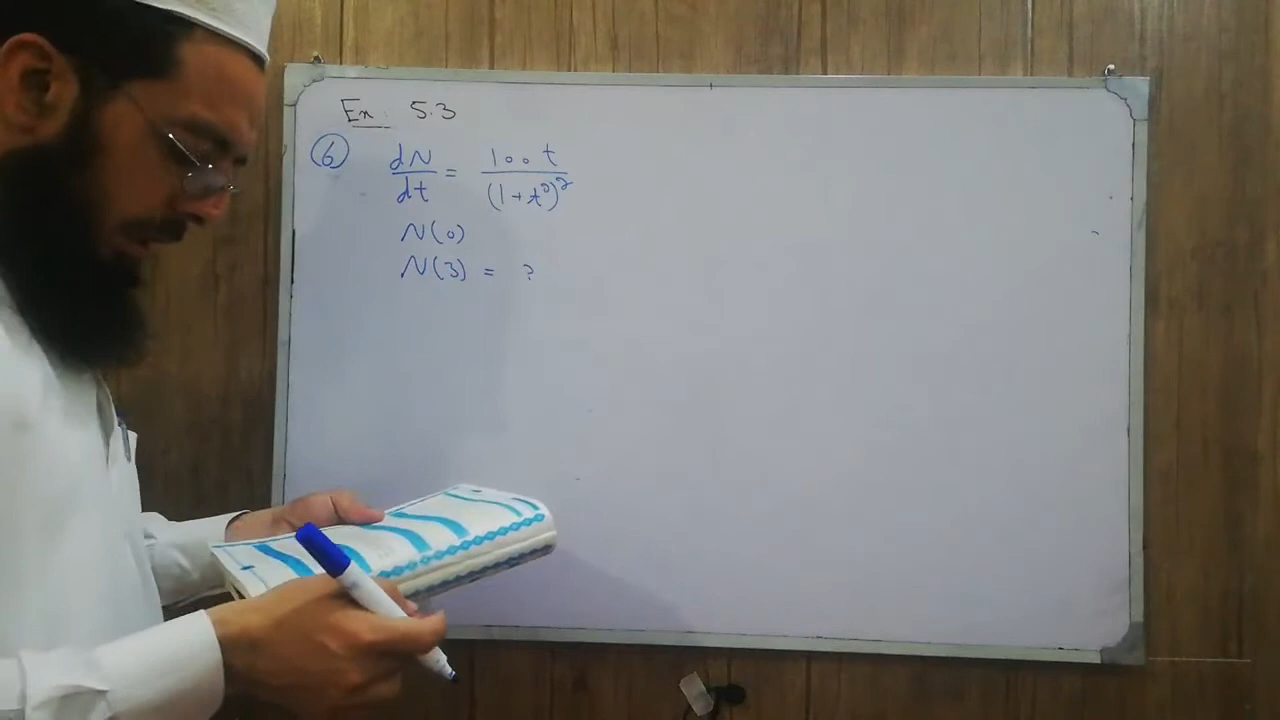 Ex: 5.3
⑥ dN/dt = 100t/(1+t²)²
N(0)
N(3) = ?